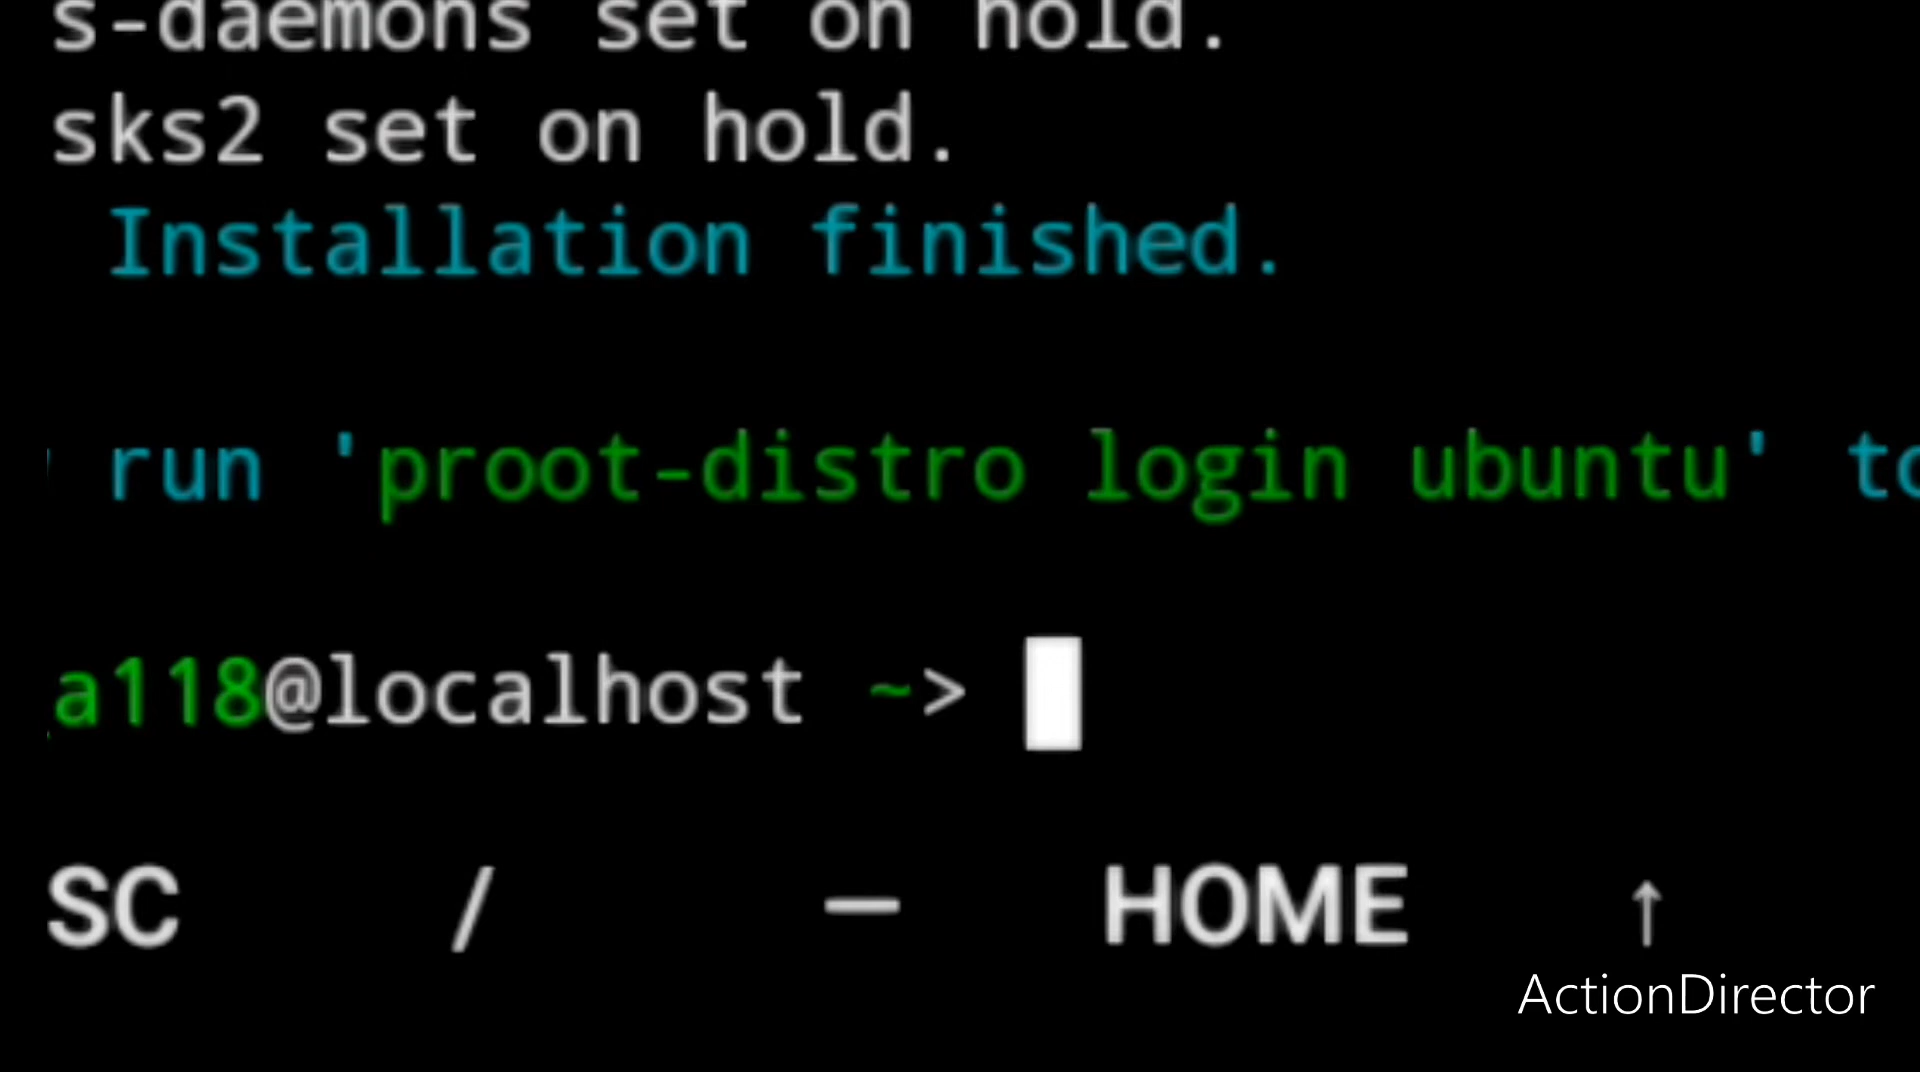 s-daemons set on hold.
sks2 set on hold.
Installation finished.
run 'proot-distro login ubuntu' to
a118@localhost ~>
SC / — HOME ↑
ActionDirector